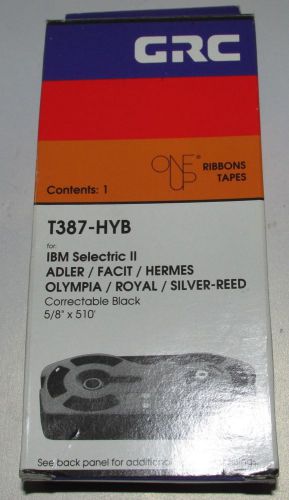 GRC
ONE UP® RIBBONS
TAPES
Contents: 1
T387-HYB
for:
IBM Selectric II
ADLER / FACIT / HERMES
OLYMPIA / ROYAL / SILVER-REED
Correctable Black
5/8" x 510'
See back panel for additional